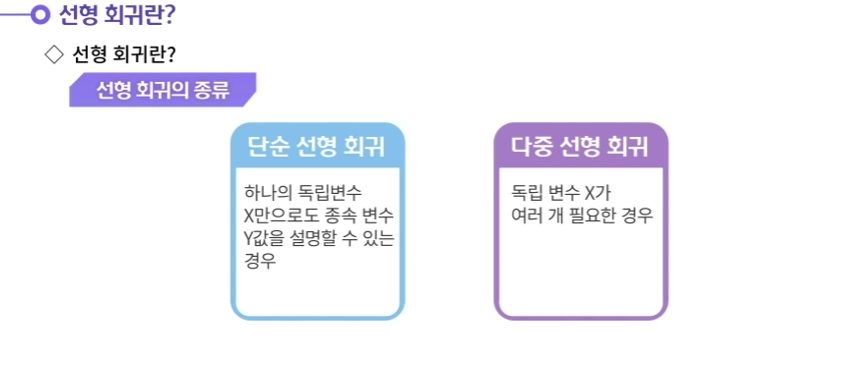 선형 회귀란?
선형 회귀란?
선형 회귀의 종류
단순 선형 회귀
하나의 독립변수
X만으로도 종속 변수
Y값을 설명할 수 있는
경우
다중 선형 회귀
독립 변수 X가
여러 개 필요한 경우